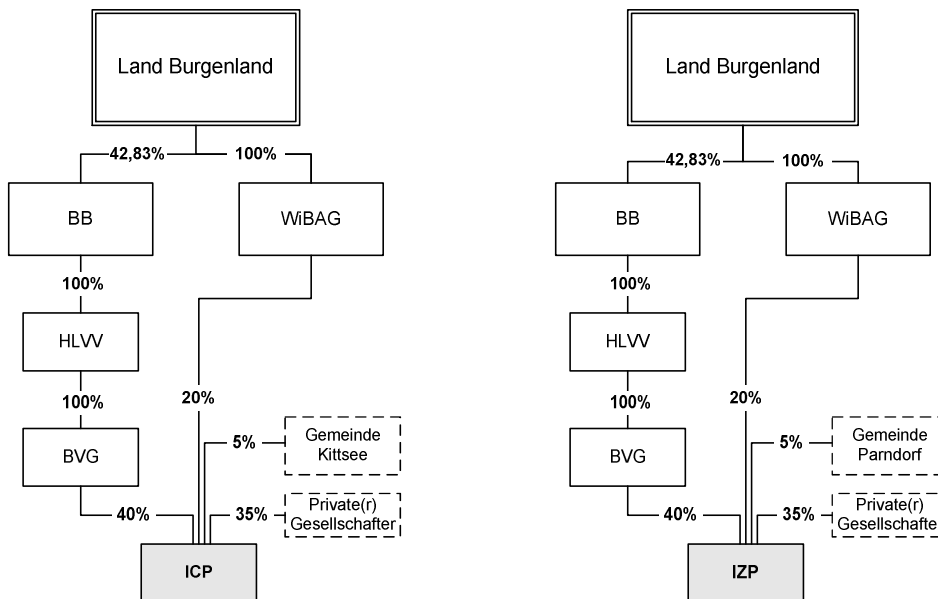 Land Burgenland
42,83%
100%
BB
WiBAG
100%
HLVV
100%
20%
BVG
5%
Gemeinde
Kittsee
40%
35%
Private(r)
Gesellschafter
ICP
Land Burgenland
42,83%
100%
BB
WiBAG
100%
HLVV
100%
20%
BVG
5%
Gemeinde
Parndorf
40%
35%
Private(r)
Gesellschafte
IZP